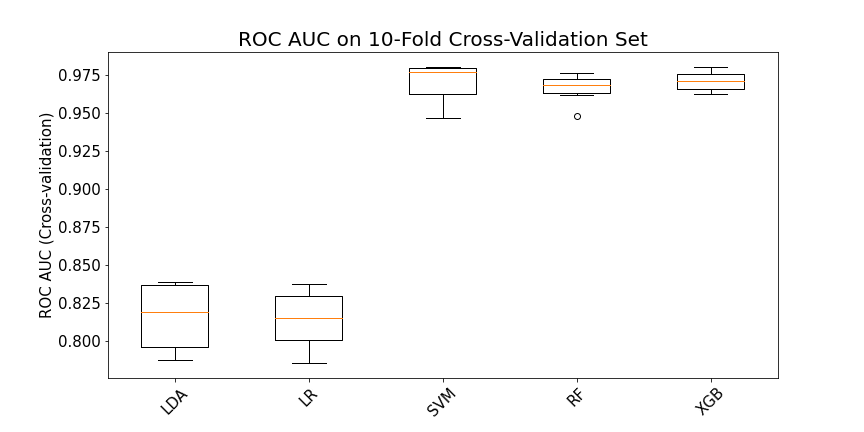 ROC AUC on 10-Fold Cross-Validation Set
ROC AUC (Cross-validation)
0.975
0.950
0.925
0.900
0.875
0.850
0.825
0.800
LDA
LR
SVM
RF
XGB